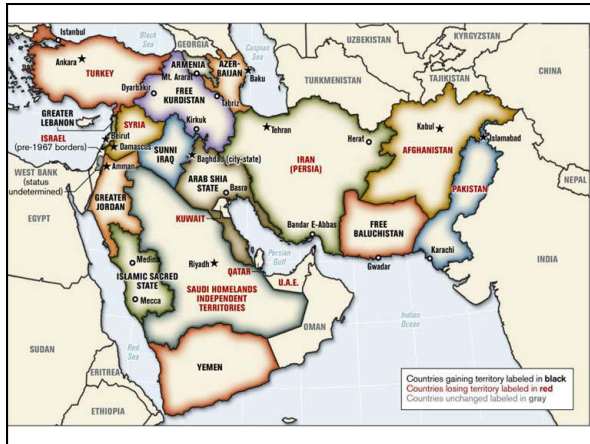 Istanbul
Black
Sea
GEORGIA
Caspian
Sea
UZBEKISTAN
KYRGYZSTAN
Ankara
TURKEY
ARMENIA
Mt. Ararat
AZER-
BAIJAN
Baku
TURKMENISTAN
TAJIKISTAN
CHINA
Dyarbakir
FREE
KURDISTAN
Tabriz
GREATER
LEBANON
SYRIA
Kirkuk
Tehran
Herat
Kabul
Islamabad
ISRAEL
(pre-1967 borders)
Beirut
Damascus
SUNNI
IRAQ
Baghdad (city-state)
IRAN
(PERSIA)
AFGHANISTAN
WEST BANK
(status
undetermined)
Amman
ARAB SHIA
STATE
Basra
PAKISTAN
NEPAL
EGYPT
GREATER
JORDAN
KUWAIT
Bandar E-Abbas
FREE
BALUCHISTAN
Karachi
INDIA
Medina
ISLAMIC SACRED
STATE
Mecca
Riyadh
Persian
Gulf
QATAR
U.A.E.
Gwadar
SAUDI HOMELANDS
INDEPENDENT
TERRITORIES
OMAN
Indian
Ocean
SUDAN
Red
Sea
ERITREA
YEMEN
ETHIOPIA
Countries gaining territory labeled in black
Countries losing territory labeled in red
Countries unchanged labeled in gray